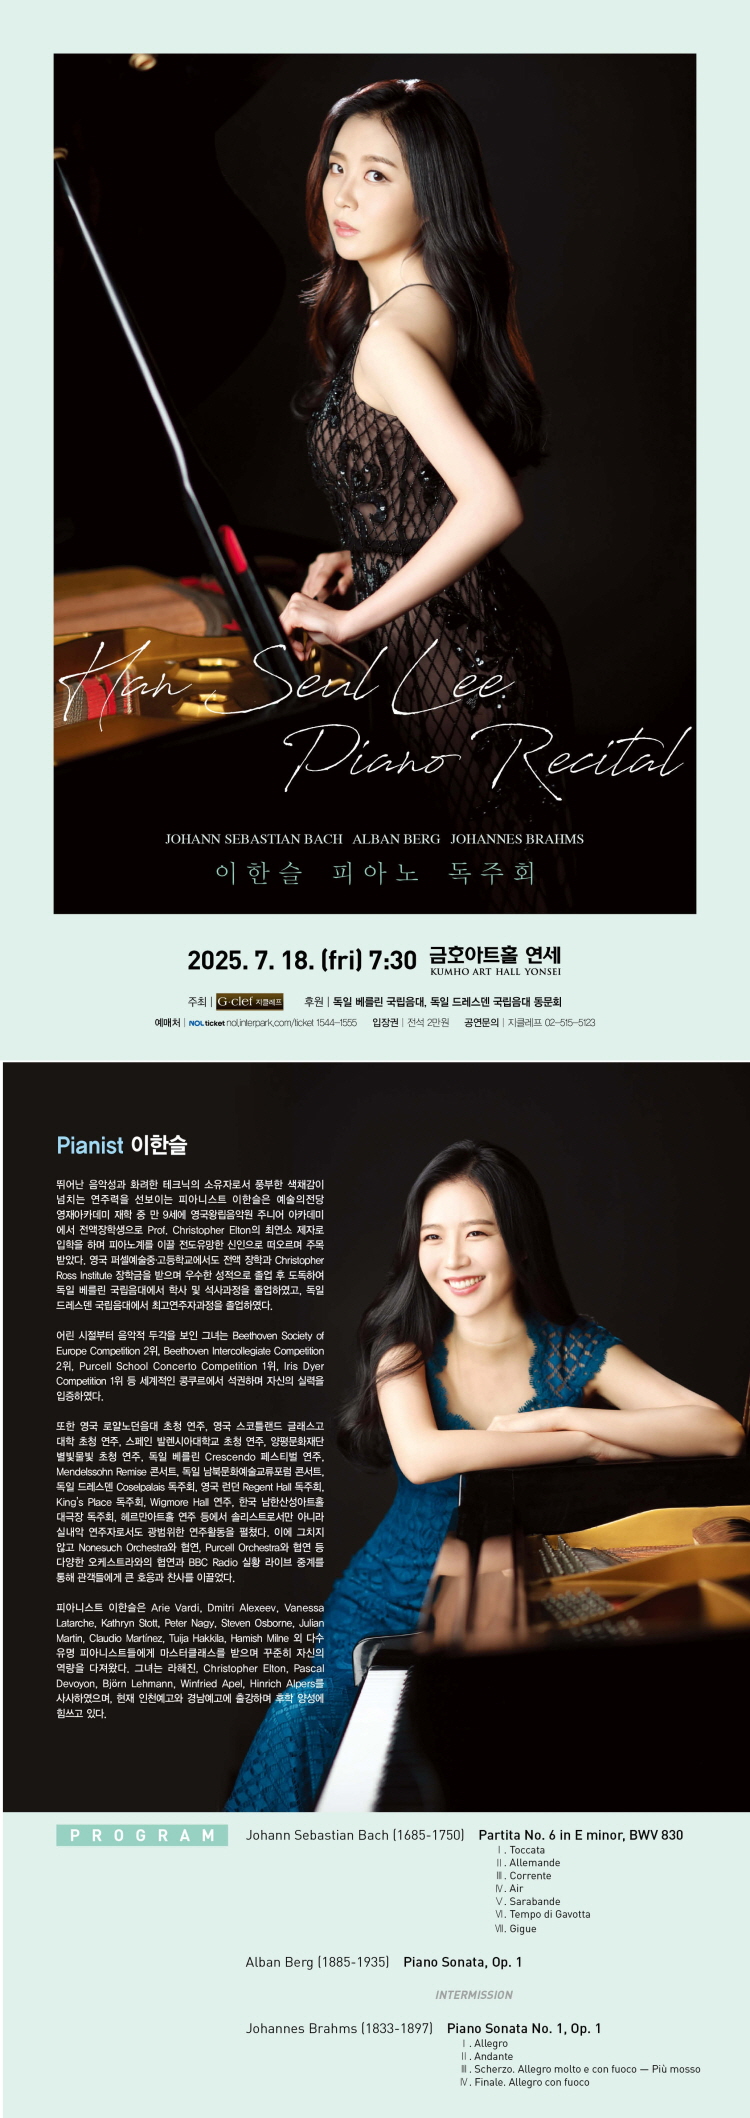 Han Seul Lee
Piano Recital
JOHANN SEBASTIAN BACH ALBAN BERG JOHANNES BRAHMS
이한슬 피아노 독주회
2025. 7. 18. (fri) 7:30 금호아트홀 연세
KUMHO ART HALL YONSEI
주최 | G·clef 지클레프 후원 | 독일 베를린 국립음대, 독일 드레스덴 국립음대 동문회
예매처 | NOL ticket nol.interpark.com/ticket 1544-1555 입장권 | 전석 2만원 공연문의 | 지클레프 02-515-5123
Pianist 이한슬
뛰어난 음악성과 화려한 테크닉의 소유자로서 풍부한 색채감이
넘치는 연주력을 선보이는 피아니스트 이한슬은 예술의전당
영재아카데미 재학 중 만 9세에 영국왕립음악원 주니어 아카데미
에서 전액장학생으로 Prof. Christopher Elton의 최연소 제자로
입학을 하며 피아노계를 이끌 전도유망한 신인으로 떠오르며 주목
받았다. 영국 퍼셀예술중·고등학교에서도 전액 장학과 Christopher
Ross Institute 장학금을 받으며 우수한 성적으로 졸업 후 도독하여
독일 베를린 국립음대에서 학사 및 석사과정을 졸업하였고, 독일
드레스덴 국립음대에서 최고연주자과정을 졸업하였다.
어린 시절부터 음악적 두각을 보인 그녀는 Beethoven Society of
Europe Competition 2위, Beethoven Intercollegiate Competition
2위, Purcell School Concerto Competition 1위, Iris Dyer
Competition 1위 등 세계적인 콩쿠르에서 석권하며 자신의 실력을
입증하였다.
또한 영국 로얄노던음대 초청 연주, 영국 스코틀랜드 글래스고
대학 초청 연주, 스페인 발렌시아대학교 초청 연주, 양평문화재단
별빛물빛 초청 연주, 독일 베를린 Crescendo 페스티벌 연주,
Mendelssohn Remise 콘서트, 독일 남북문화예술교류포럼 콘서트,
독일 드레스덴 Coselpalais 독주회, 영국 런던 Regent Hall 독주회,
King's Place 독주회, Wigmore Hall 연주, 한국 남한산성아트홀
대극장 독주회, 헤르만아트홀 연주 등에서 솔리스트로서만 아니라
실내악 연주자로서도 광범위한 연주활동을 펼쳤다. 이에 그치지
않고 Nonesuch Orchestra와 협연, Purcell Orchestra와 협연 등
다양한 오케스트라와의 협연과 BBC Radio 실황 라이브 중계를
통해 관객들에게 큰 호응과 찬사를 이끌었다.
피아니스트 이한슬은 Arie Vardi, Dmitri Alexeev, Vanessa
Latarche, Kathryn Stott, Peter Nagy, Steven Osborne, Julian
Martin, Claudio Martínez, Tuija Hakkila, Hamish Milne 외 다수
유명 피아니스트들에게 마스터클래스를 받으며 꾸준히 자신의
역량을 다져왔다. 그녀는 라해진, Christopher Elton, Pascal
Devoyon, Björn Lehmann, Winfried Apel, Hinrich Alpers를
사사하였으며, 현재 인천예고와 경남예고에 출강하며 후학 양성에
힘쓰고 있다.
PROGRAM
Johann Sebastian Bach (1685-1750) Partita No. 6 in E minor, BWV 830
Ⅰ. Toccata
Ⅱ. Allemande
Ⅲ. Corrente
Ⅳ. Air
Ⅴ. Sarabande
Ⅵ. Tempo di Gavotta
Ⅶ. Gigue
Alban Berg (1885-1935) Piano Sonata, Op. 1
INTERMISSION
Johannes Brahms (1833-1897) Piano Sonata No. 1, Op. 1
Ⅰ. Allegro
Ⅱ. Andante
Ⅲ. Scherzo. Allegro molto e con fuoco — Più mosso
Ⅳ. Finale. Allegro con fuoco